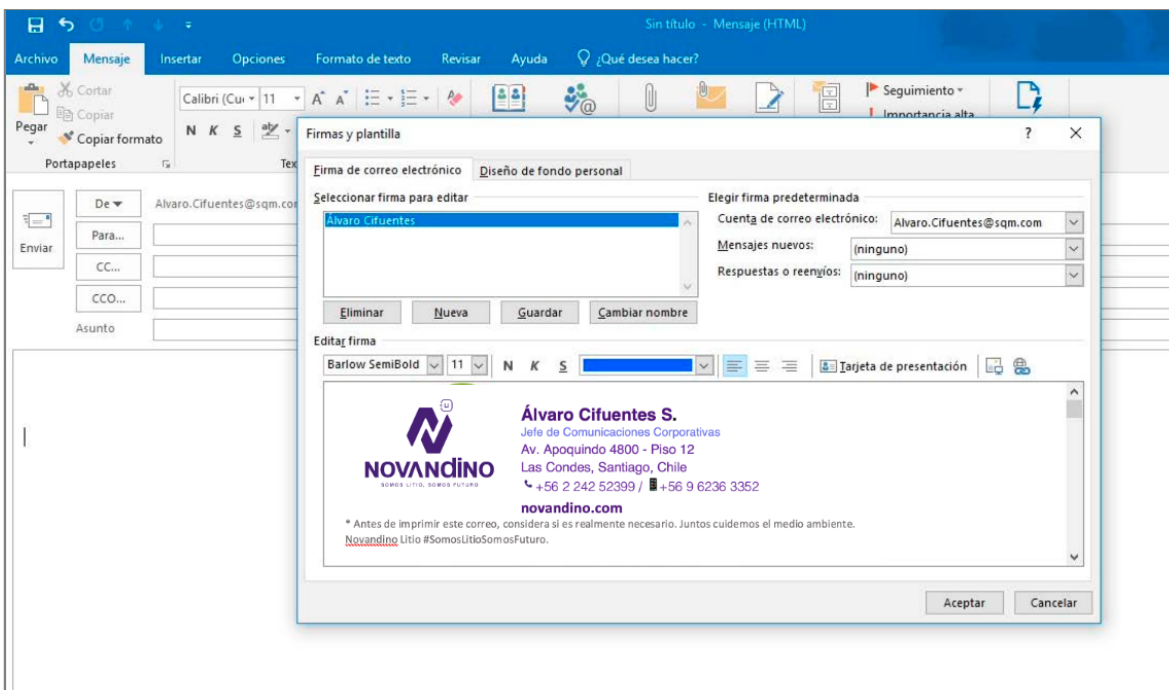 Sin título - Mensaje (HTML)
Archivo Mensaje Insertar Opciones Formato de texto Revisar Ayuda ¿Qué desea hacer?
Pegar
Cortar
Copiar
Copiar formato
Portapapeles
Calibri (Cu 11
A A
N K S aby
Tex
Seguimiento
Importancia alta
Enviar
De Alvaro.Cifuentes@sqm.com
Para...
CC...
CCO...
Asunto
Firmas y plantilla ?
Firma de correo electrónico Diseño de fondo personal
Seleccionar firma para editar
Álvaro Cifuentes
Eliminar Nueva Guardar Cambiar nombre
Elegir firma predeterminada
Cuenta de correo electrónico: Alvaro.Cifuentes@sqm.com
Mensajes nuevos: (ninguno)
Respuestas o reenvíos: (ninguno)
Editar firma
Barlow SemiBold 11 N K S Tarjeta de presentación
u
NOVANDINO
SOMOS LITIO, SOMOS FUTURO
Álvaro Cifuentes S.
Jefe de Comunicaciones Corporativas
Av. Apoquindo 4800 - Piso 12
Las Condes, Santiago, Chile
+56 2 242 52399 / +56 9 6236 3352
novandino.com
* Antes de imprimir este correo, considera si es realmente necesario. Juntos cuidemos el medio ambiente.
Novandino Litio #SomosLitioSomosFuturo.
Aceptar Cancelar